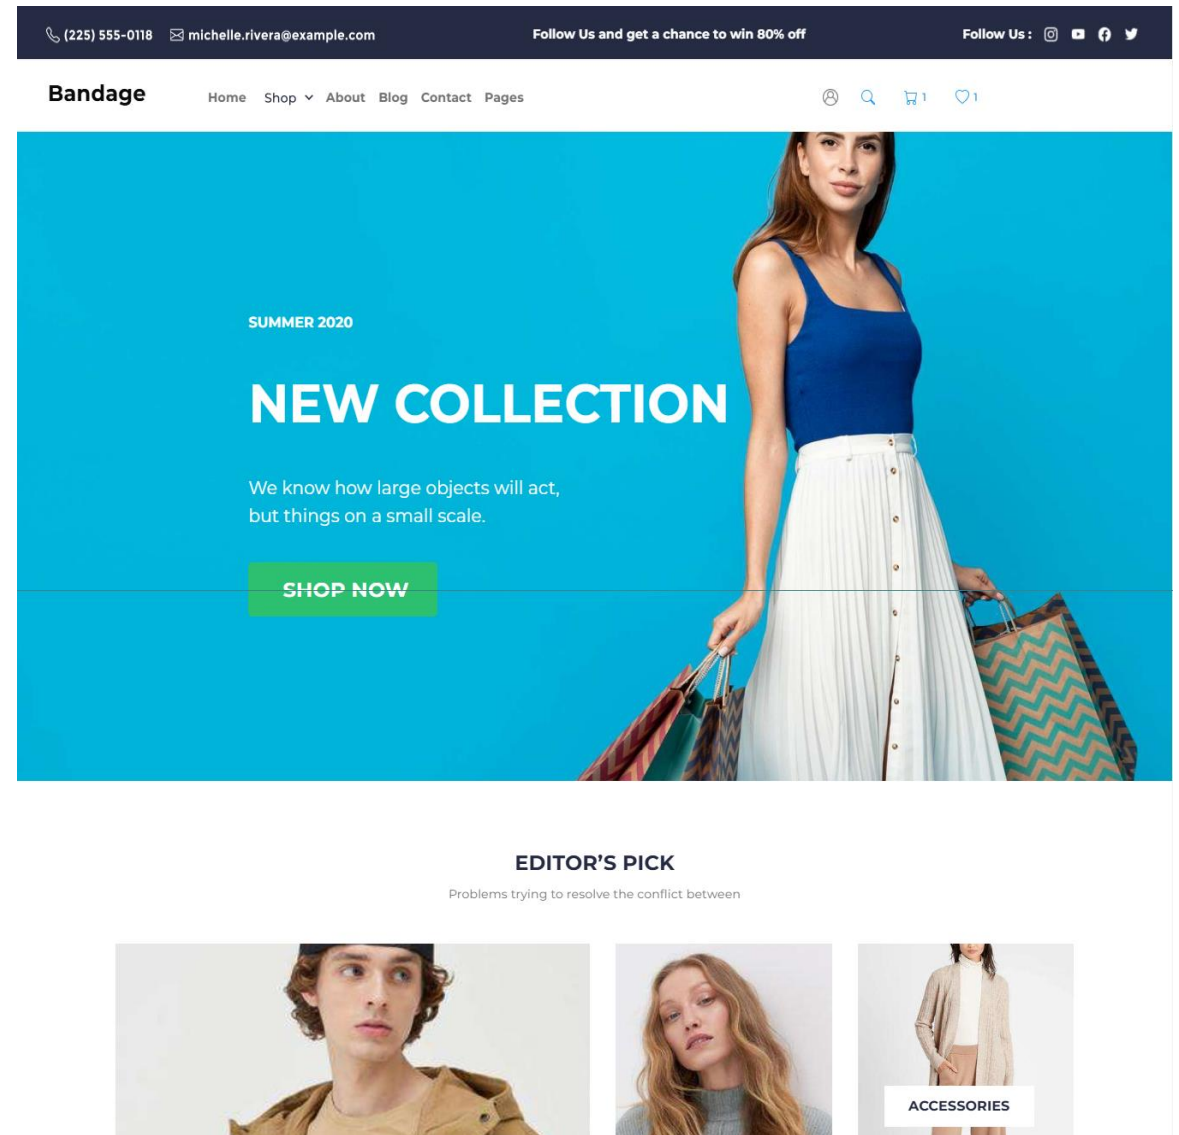 (225) 555-0118 michelle.rivera@example.com Follow Us and get a chance to win 80% off Follow Us :
Bandage Home Shop About Blog Contact Pages 1 1
SUMMER 2020
NEW COLLECTION
We know how large objects will act,
but things on a small scale.
SHOP NOW
EDITOR’S PICK
Problems trying to resolve the conflict between
ACCESSORIES